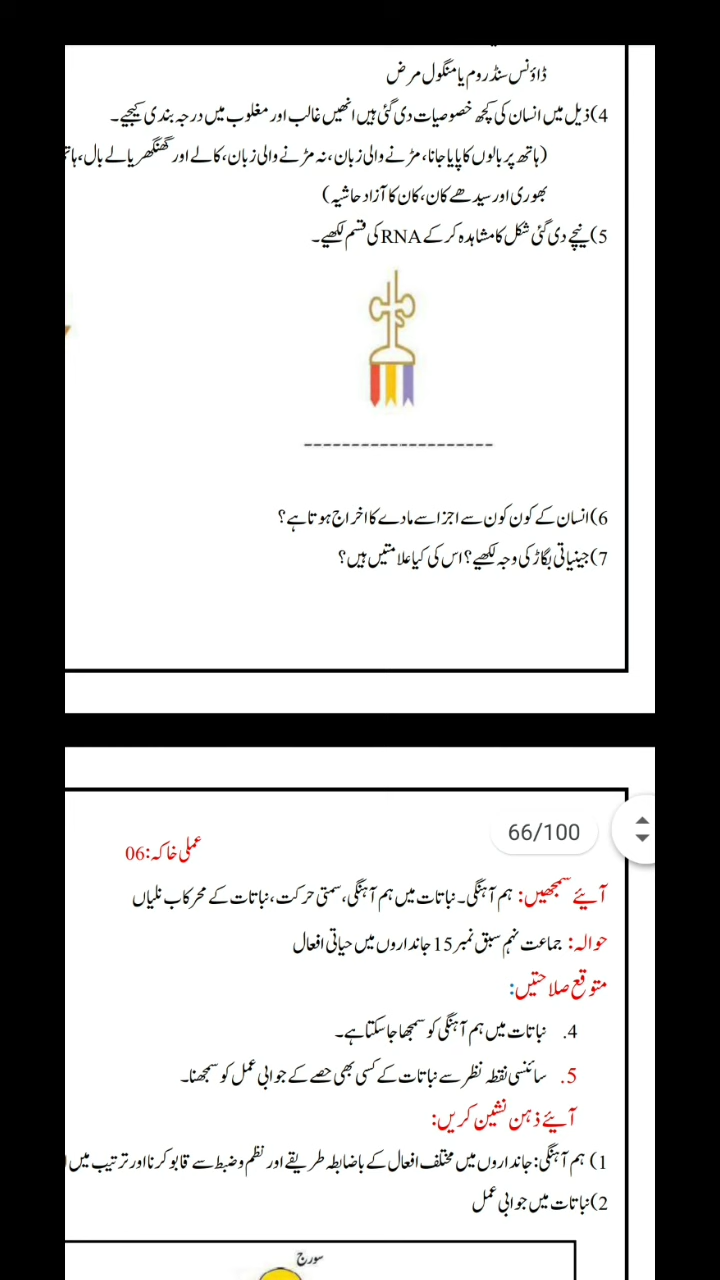 ڈاؤنس سنڈروم یا منگول مرض
4) ذیل میں انسان کی کچھ خصوصیات دی گئی ہیں انھیں غالب اور مغلوب میں درجہ بندی کیجیے۔
(ہاتھ پر بالوں کا پایا جانا، مڑنے والی زبان، نہ مڑنے والی زبان، کالے اور گھنگھریالے بال،
بھوری اور سیدھے کان، کان کا آزاد حاشیہ)
5) نیچے دی گئی شکل کا مشاہدہ کرکے RNA کی قسم لکھیے۔
--------------------
6) انسان کے کون کون سے اجزا سے مادے کا اخراج ہوتا ہے؟
7) جینیاتی بگاڑ کی وجہ لکھیے؟ اس کی کیا علامتیں ہیں؟
66/100
عملی خاکہ: 06
آیئے سمجھیں: ہم آہنگی۔ نباتات میں ہم آہنگی، سمتی حرکت، نباتات کے محرکاب نلیاں
حوالہ: جماعت نہم سبق نمبر 15 جانداروں میں حیاتی افعال
متوقع صلاحتیں:
4. نباتات میں ہم آہنگی کو سمجھا جاسکتا ہے۔
5. سائنسی نقطہ نظر سے نباتات کے کسی بھی حصے کے جوابی عمل کو سمجھنا۔
آیئے ذہن نشین کریں:
1) ہم آہنگی: جانداروں میں مختلف افعال کے باضابطہ طریقے اور نظم و ضبط سے قابو کرنا اور ترتیب میں
2) نباتات میں جوابی عمل
سورج